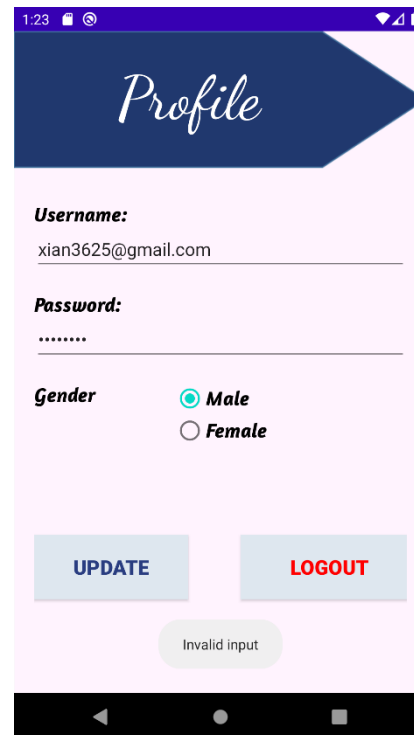 1:23
Profile
Username:
xian3625@gmail.com
Password:
••••••••
Gender
Male
Female
UPDATE
LOGOUT
Invalid input